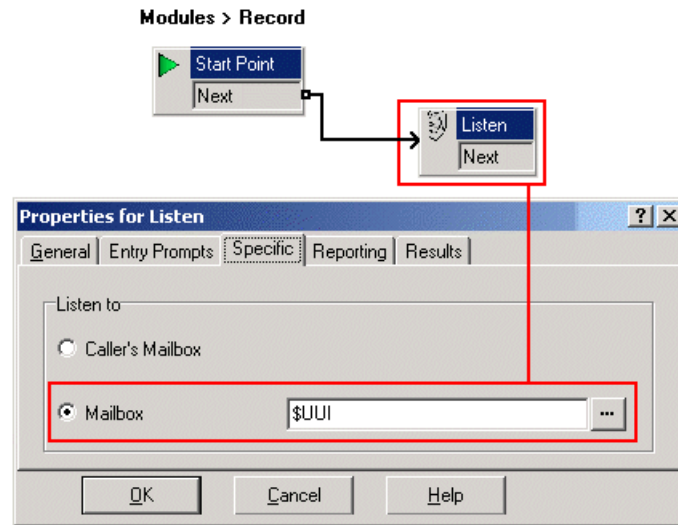 Modules > Record
Start Point
Next
Listen
Next
Properties for Listen
General Entry Prompts Specific Reporting Results
Listen to
Caller's Mailbox
Mailbox $UUI ...
OK Cancel Help